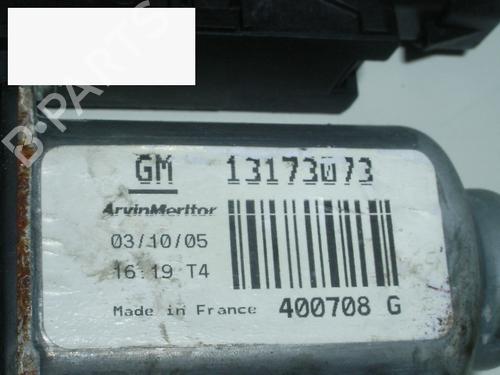 B-PARTS
GM 13173073
ArvinMeritor
03/10/05
16:19 T4
Made in France 400708 G